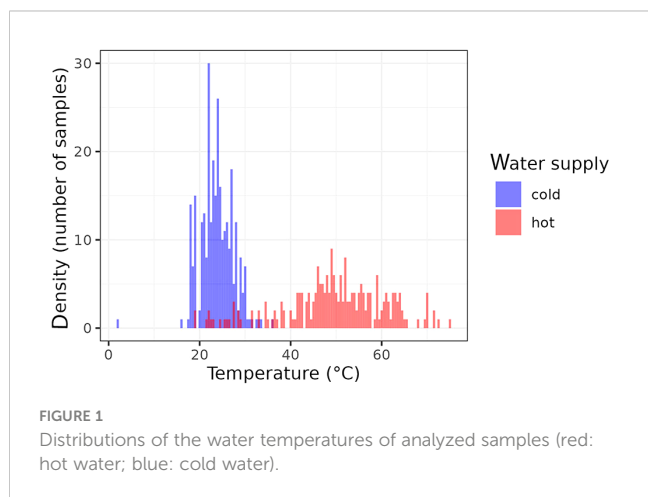 30
20
10
0
Density (number of samples)
0 20 40 60
Temperature (°C)
Water supply
cold
hot
FIGURE 1
Distributions of the water temperatures of analyzed samples (red:
hot water; blue: cold water).